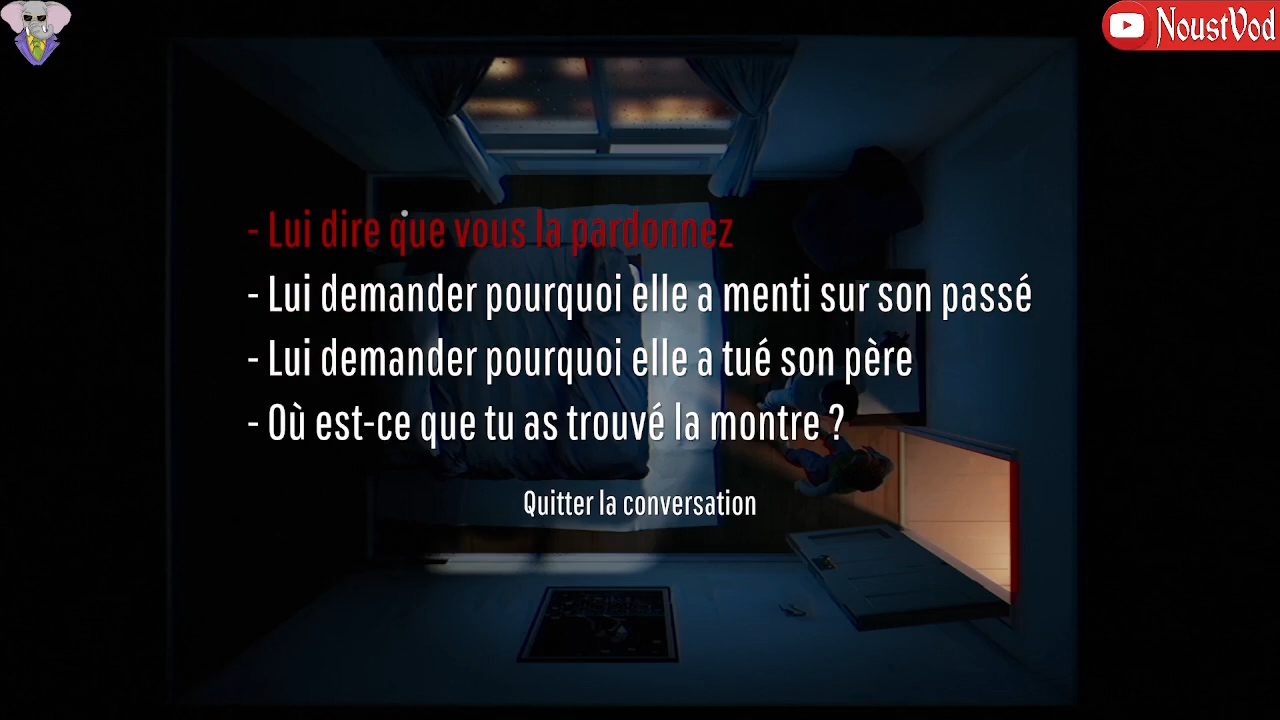 NoustVod
- Lui dire que vous la pardonnez
- Lui demander pourquoi elle a menti sur son passé
- Lui demander pourquoi elle a tué son père
- Où est-ce que tu as trouvé la montre ?
Quitter la conversation